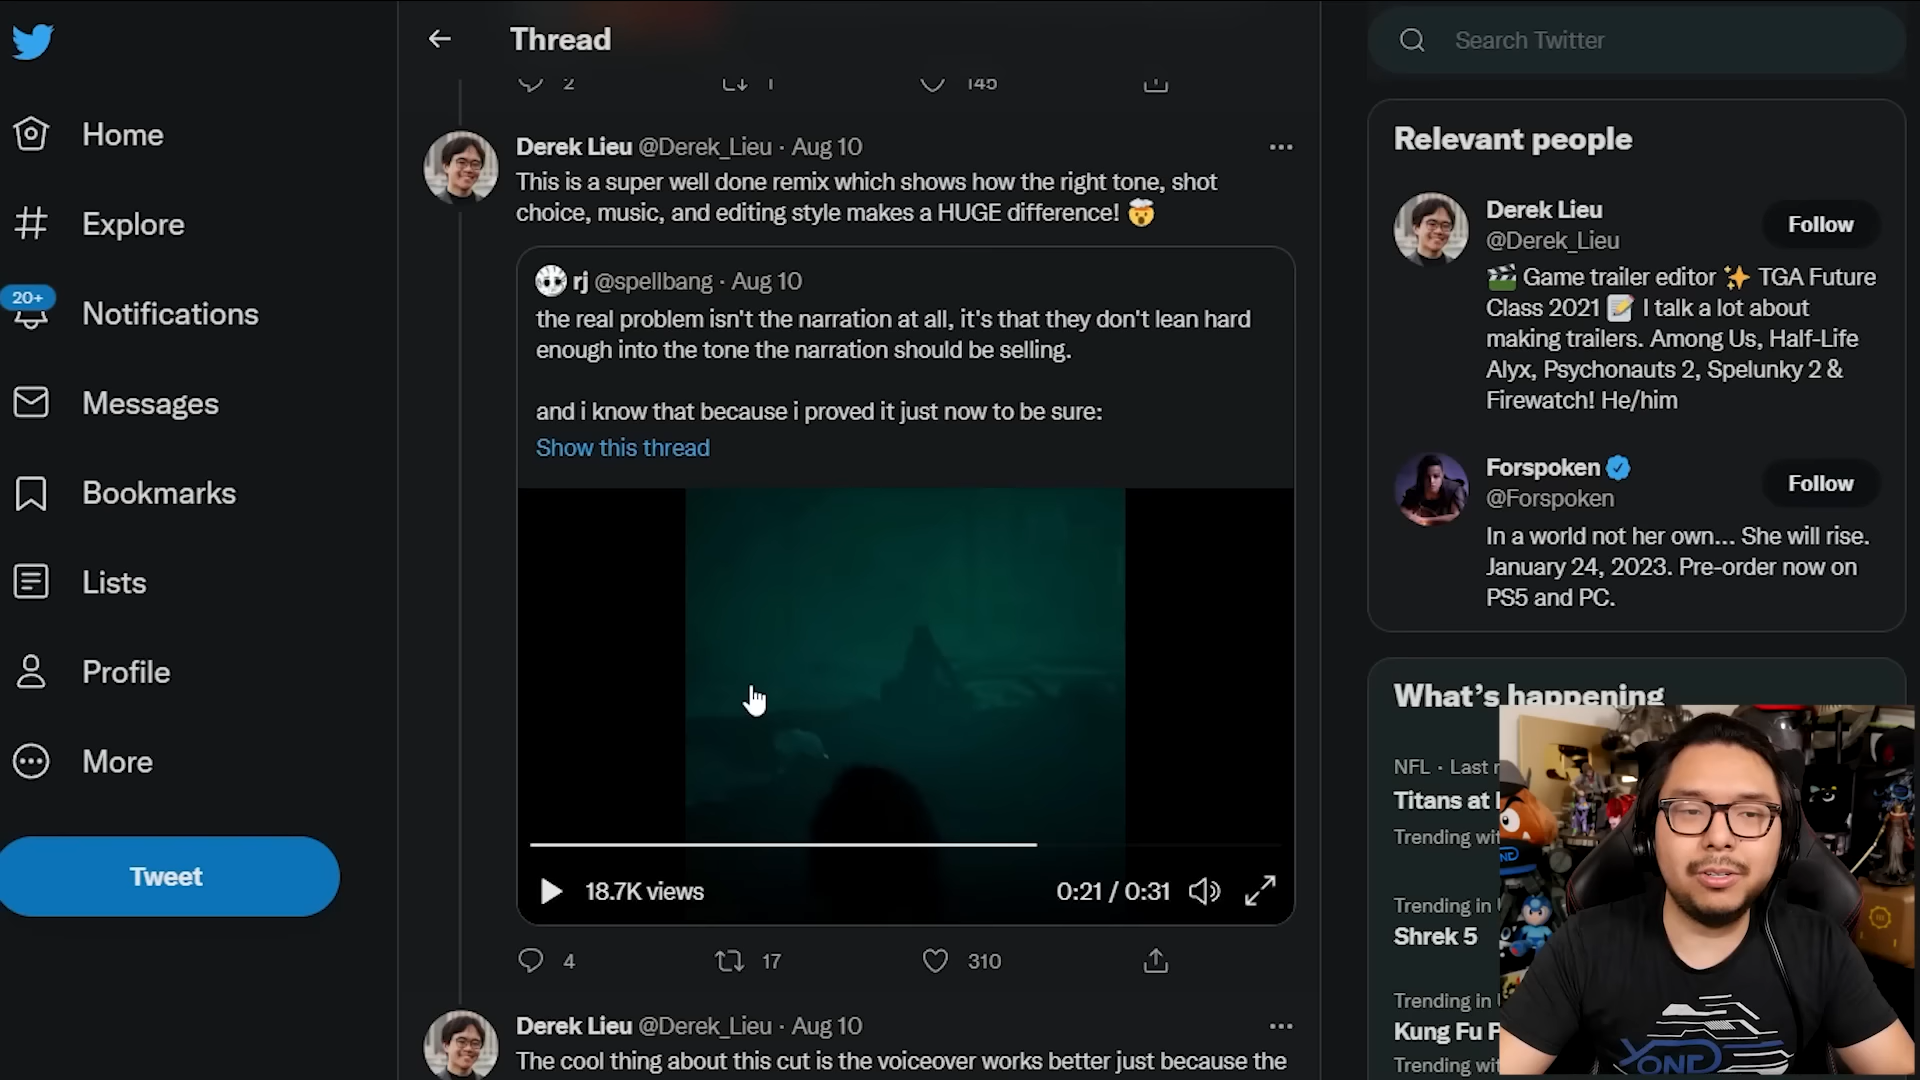 Thread
Search Twitter
2
1
145
Home
Explore
20+
Notifications
Messages
Bookmarks
Lists
Profile
More
Tweet
Derek Lieu @Derek_Lieu · Aug 10
This is a super well done remix which shows how the right tone, shot
choice, music, and editing style makes a HUGE difference! 🤯
rj @spellbang · Aug 10
the real problem isn't the narration at all, it's that they don't lean hard
enough into the tone the narration should be selling.
and i know that because i proved it just now to be sure:
Show this thread
18.7K views
0:21 / 0:31
4
17
310
Derek Lieu @Derek_Lieu · Aug 10
The cool thing about this cut is the voiceover works better just because the
Relevant people
Derek Lieu
@Derek_Lieu
Follow
🎬 Game trailer editor ✨ TGA Future
Class 2021 📝 I talk a lot about
making trailers. Among Us, Half-Life
Alyx, Psychonauts 2, Spelunky 2 &
Firewatch! He/him
Forspoken
@Forspoken
Follow
In a world not her own... She will rise.
January 24, 2023. Pre-order now on
PS5 and PC.
What's happening
NFL · Last
Titans at
Trending
Trending in
Shrek 5
Trending in
Kung Fu
Trending